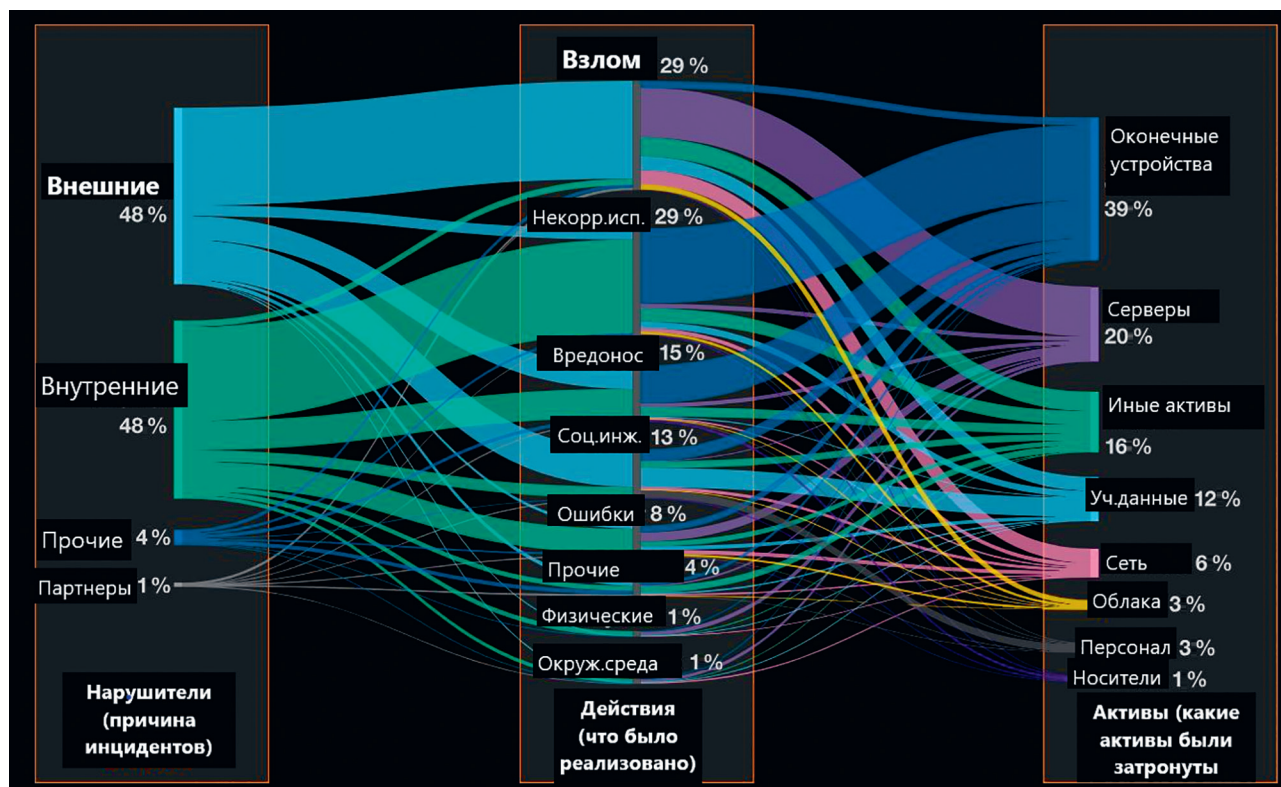 Внешние
48 %
Внутренние
48 %
Прочие 4 %
Партнеры 1 %
Нарушители
(причина
инцидентов)
Взлом 29 %
Некорр.исп. 29 %
Вредонос 15 %
Соц.инж. 13 %
Ошибки 8 %
Прочие 4 %
Физические 1 %
Окруж.среда 1 %
Действия
(что было
реализовано)
Оконечные
устройства
39 %
Серверы
20 %
Иные активы
16 %
Уч.данные 12 %
Сеть 6 %
Облака 3 %
Персонал 3 %
Носители 1 %
Активы (какие
активы были
затронуты